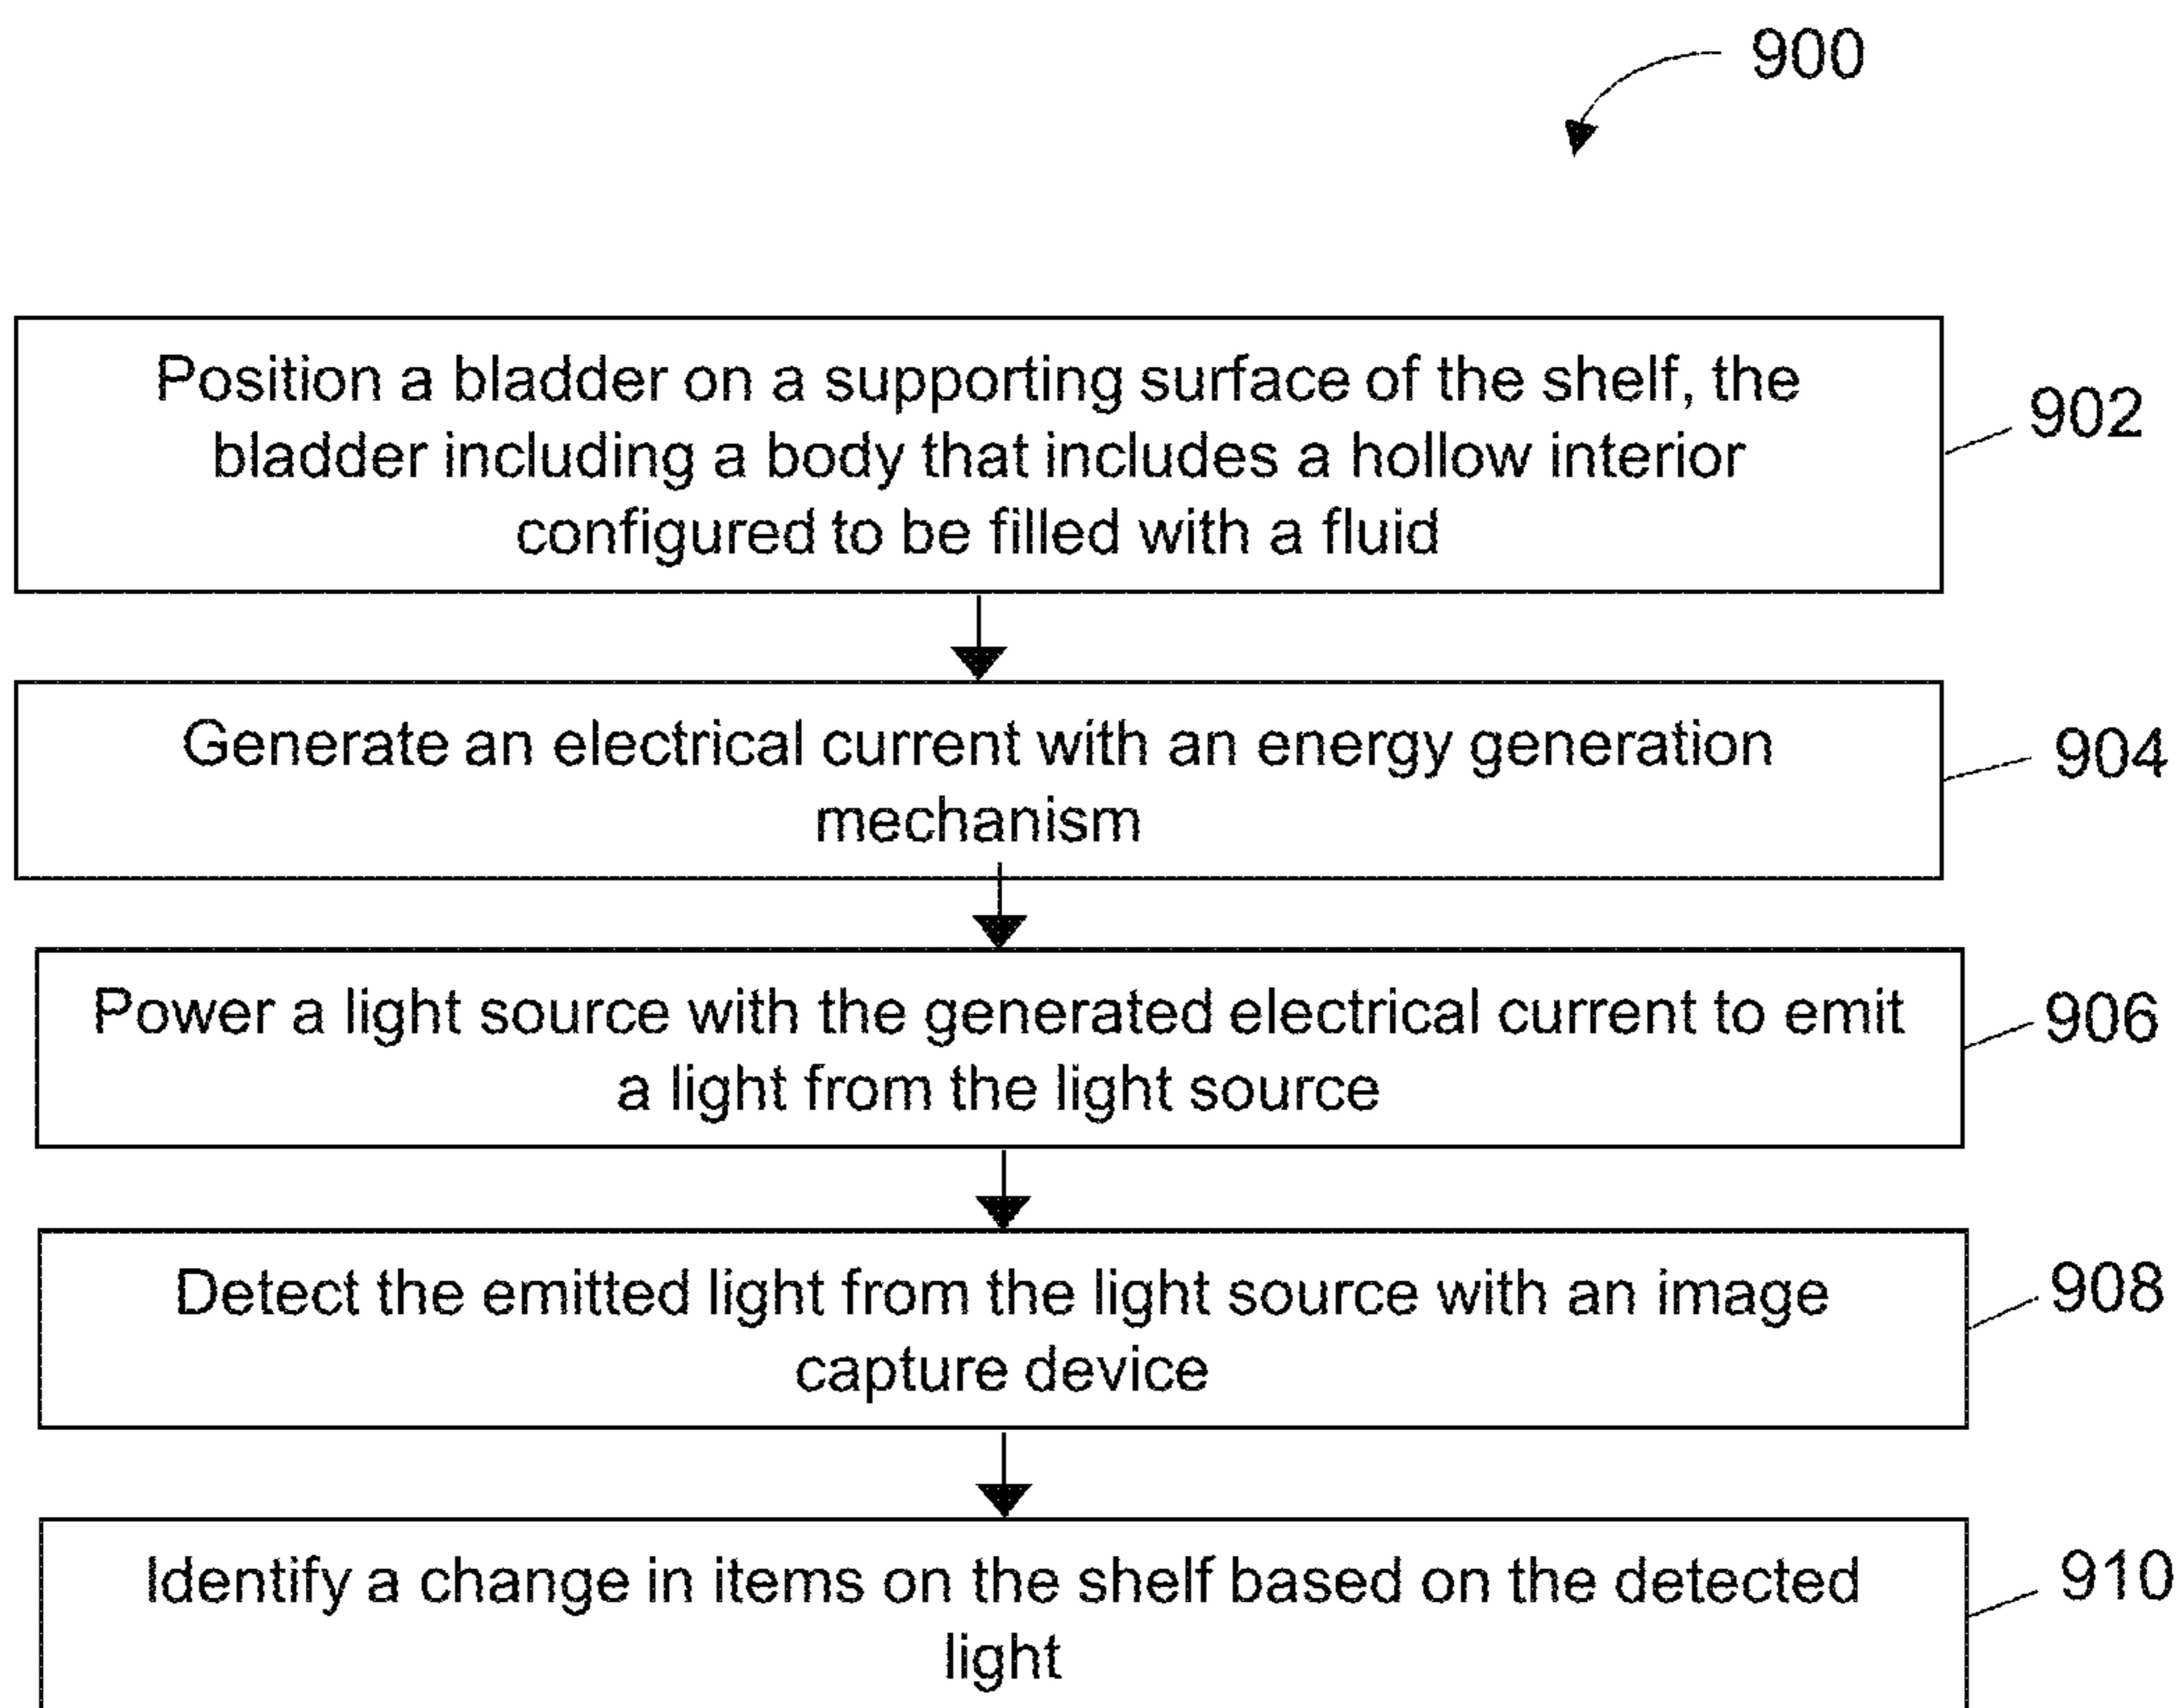 900
Position a bladder on a supporting surface of the shelf, the
bladder including a body that includes a hollow interior
configured to be filled with a fluid
902
Generate an electrical current with an energy generation
mechanism
904
Power a light source with the generated electrical current to emit
a light from the light source
906
Detect the emitted light from the light source with an image
capture device
908
Identify a change in items on the shelf based on the detected
light
910